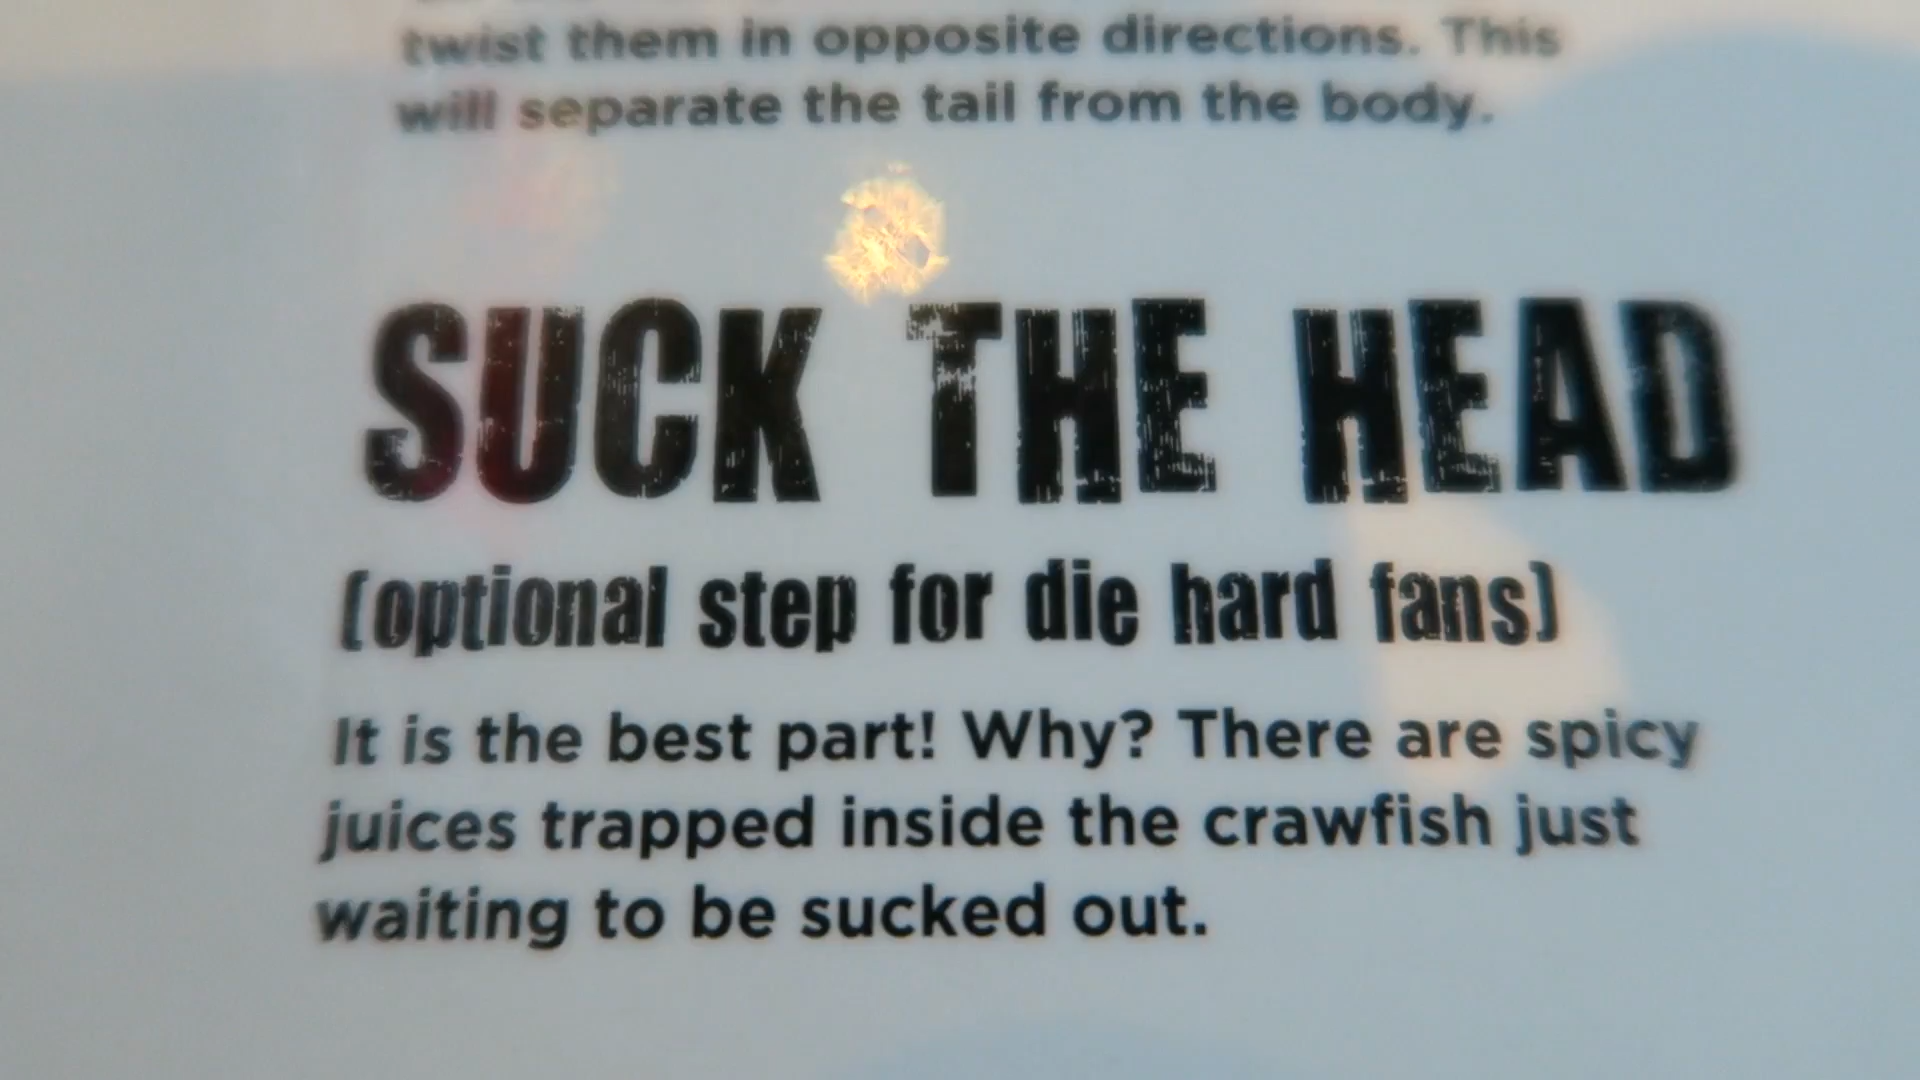 twist them in opposite directions. This
will separate the tail from the body.
SUCK THE HEAD
(optional step for die hard fans)
It is the best part! Why? There are spicy
juices trapped inside the crawfish just
waiting to be sucked out.